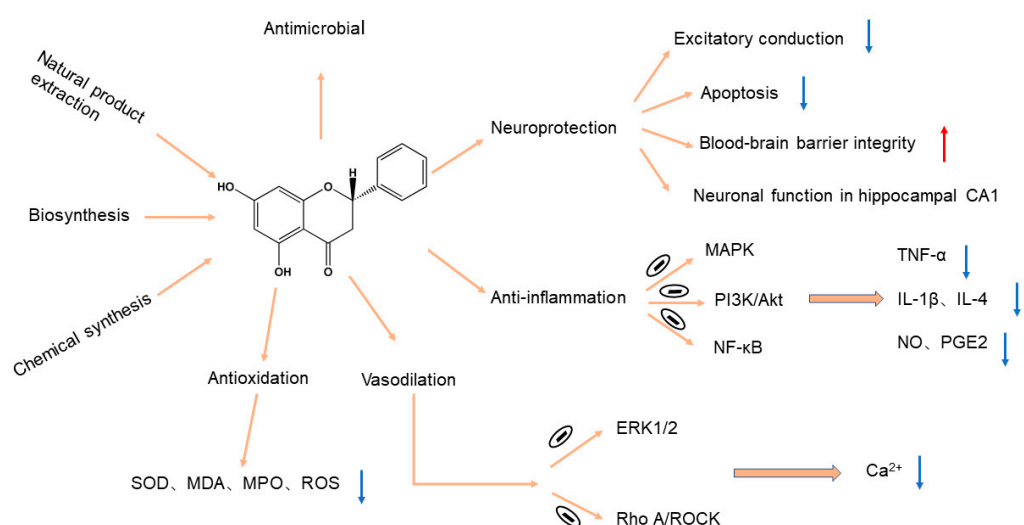 Antimicrobial
Natural product
extraction
Biosynthesis
Chemical synthesis
HO
O
H
OH
O
Neuroprotection
Excitatory conduction
Apoptosis
Blood-brain barrier integrity
Neuronal function in hippocampal CA1
Anti-inflammation
MAPK
PI3K/Akt
NF-κB
TNF-α
IL-1β、IL-4
NO、PGE2
Antioxidation
SOD、MDA、MPO、ROS
Vasodilation
ERK1/2
Rho A/ROCK
Ca²⁺